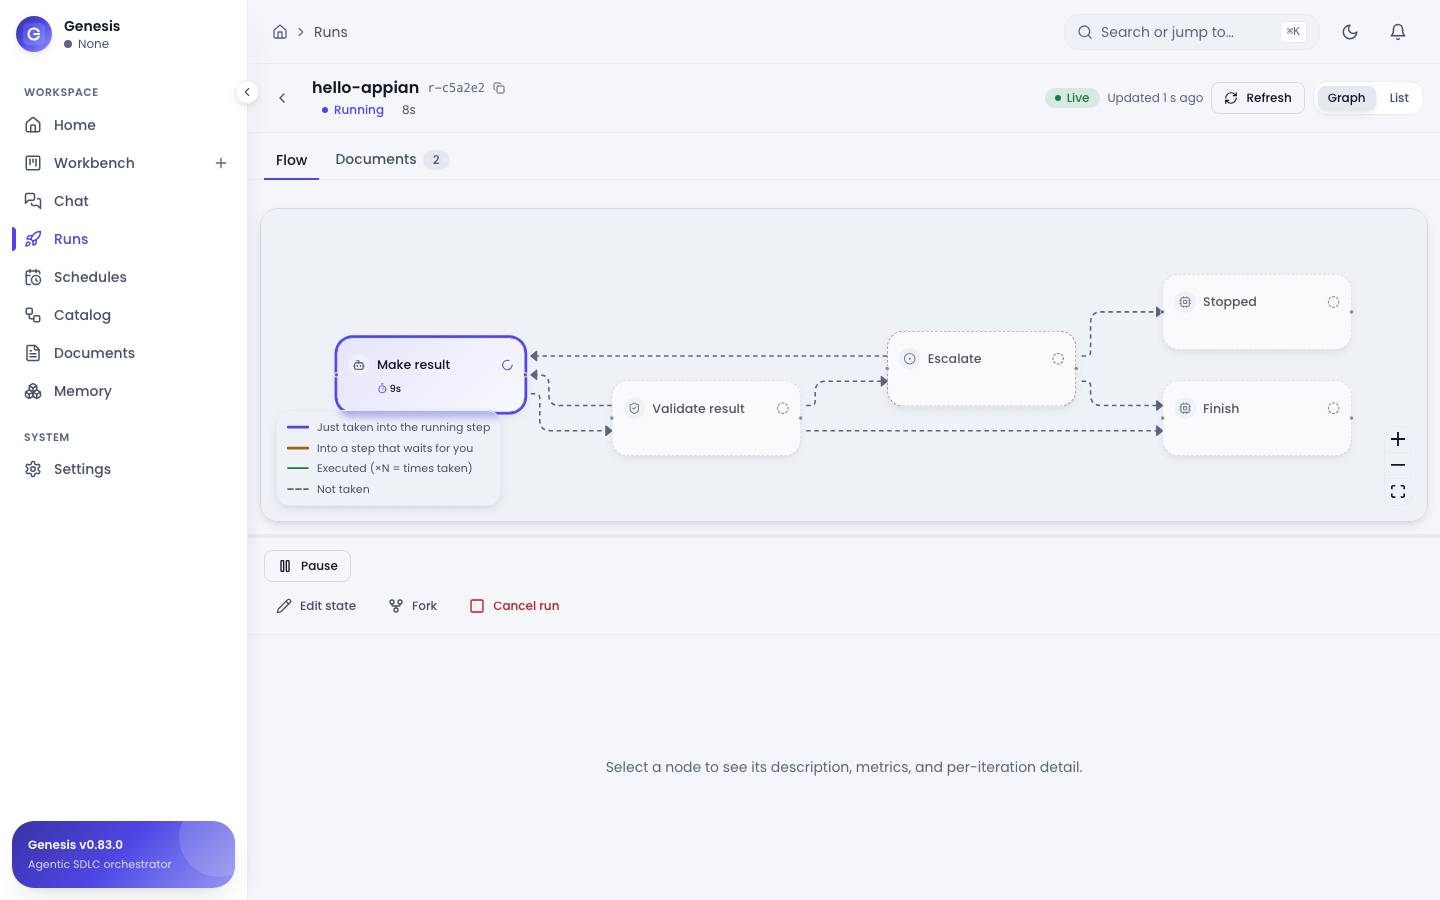 Genesis
None
WORKSPACE
Home
Workbench
Chat
Runs
Schedules
Catalog
Documents
Memory
SYSTEM
Settings
Genesis v0.83.0
Agentic SDLC orchestrator
Runs
Search or jump to...
⌘K
hello-appian r-c5a2e2
Running 8s
Live Updated 1 s ago Refresh Graph List
Flow Documents 2
Make result
9s
Validate result
Escalate
Stopped
Finish
Just taken into the running step
Into a step that waits for you
Executed (×N = times taken)
Not taken
Pause
Edit state Fork Cancel run
Select a node to see its description, metrics, and per-iteration detail.